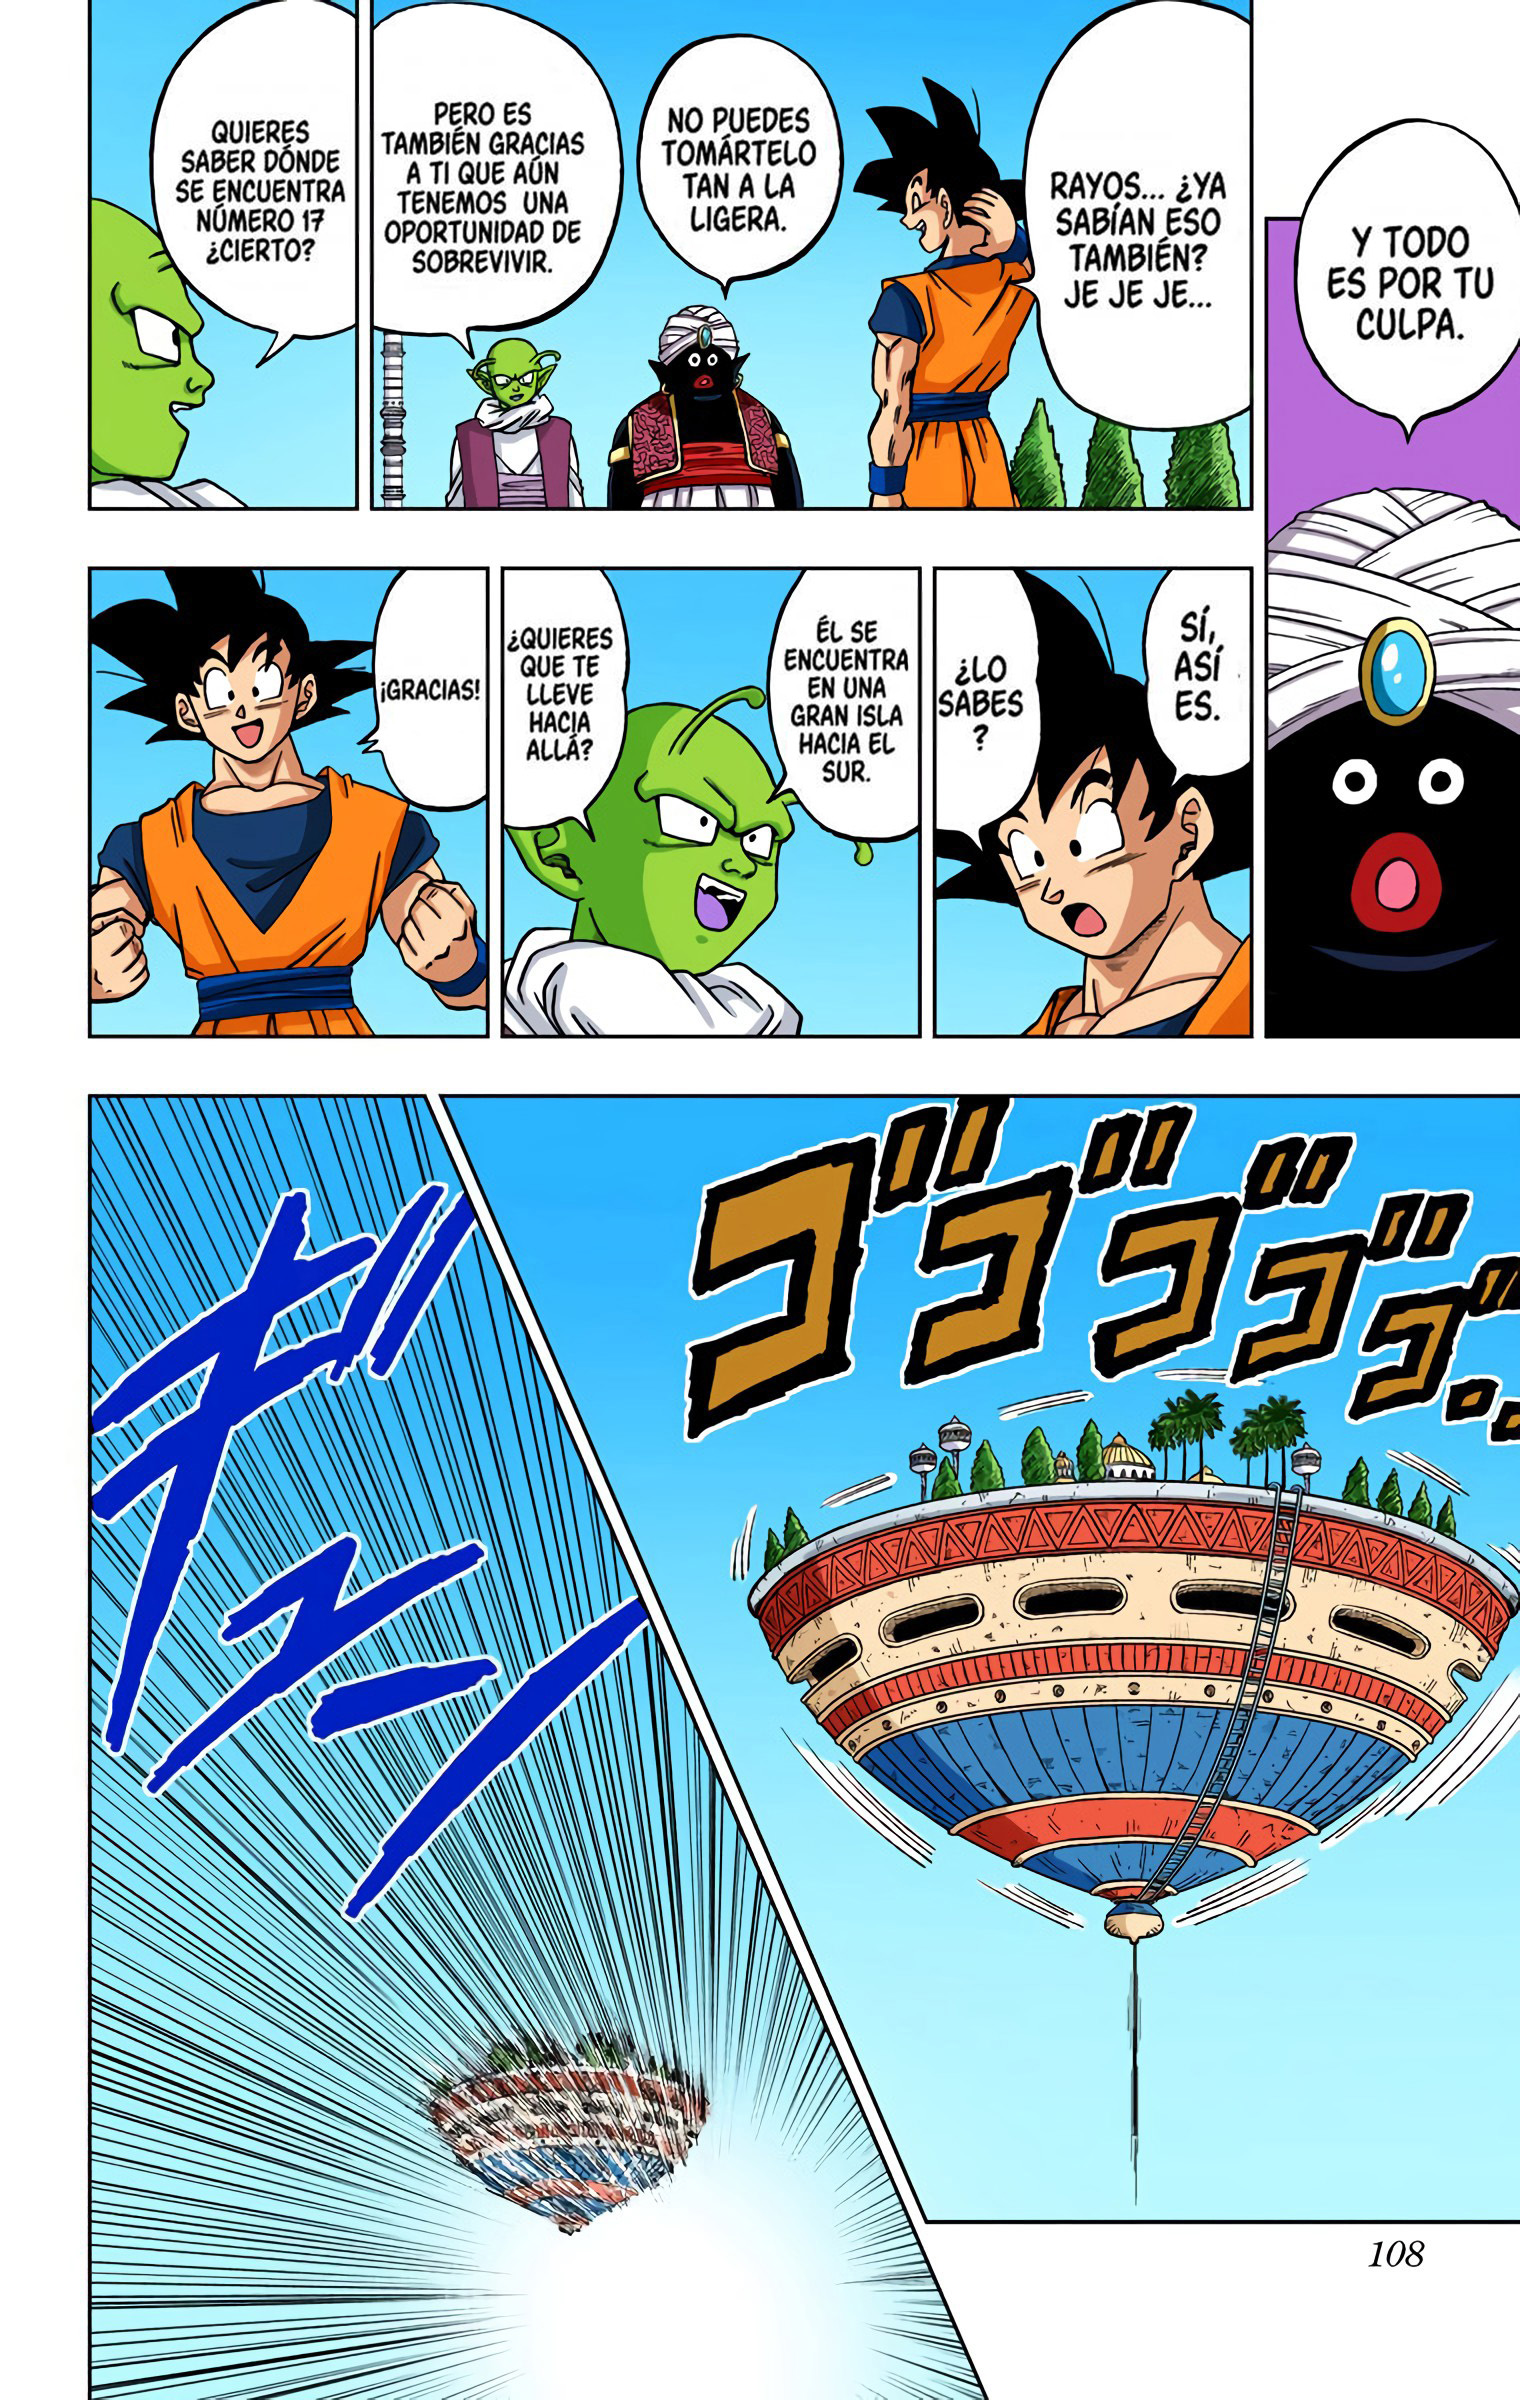 Y TODO
ES POR TU
CULPA.
RAYOS... ¿YA
SABÍAN ESO
TAMBIÉN?
JE JE JE...
NO PUEDES
TOMÁRTELO
TAN A LA
LIGERA.
PERO ES
TAMBIÉN GRACIAS
A TI QUE AÚN
TENEMOS UNA
OPORTUNIDAD DE
SOBREVIVIR.
QUIERES
SABER DÓNDE
SE ENCUENTRA
NÚMERO 17
¿CIERTO?
SÍ,
ASÍ
ES.
¿LO
SABES
?
ÉL SE
ENCUENTRA
EN UNA
GRAN ISLA
HACIA EL
SUR.
¿QUIERES
QUE TE
LLEVE
HACIA
ALLÁ?
¡GRACIAS!
ゴゴゴゴゴ…
ギュン
108